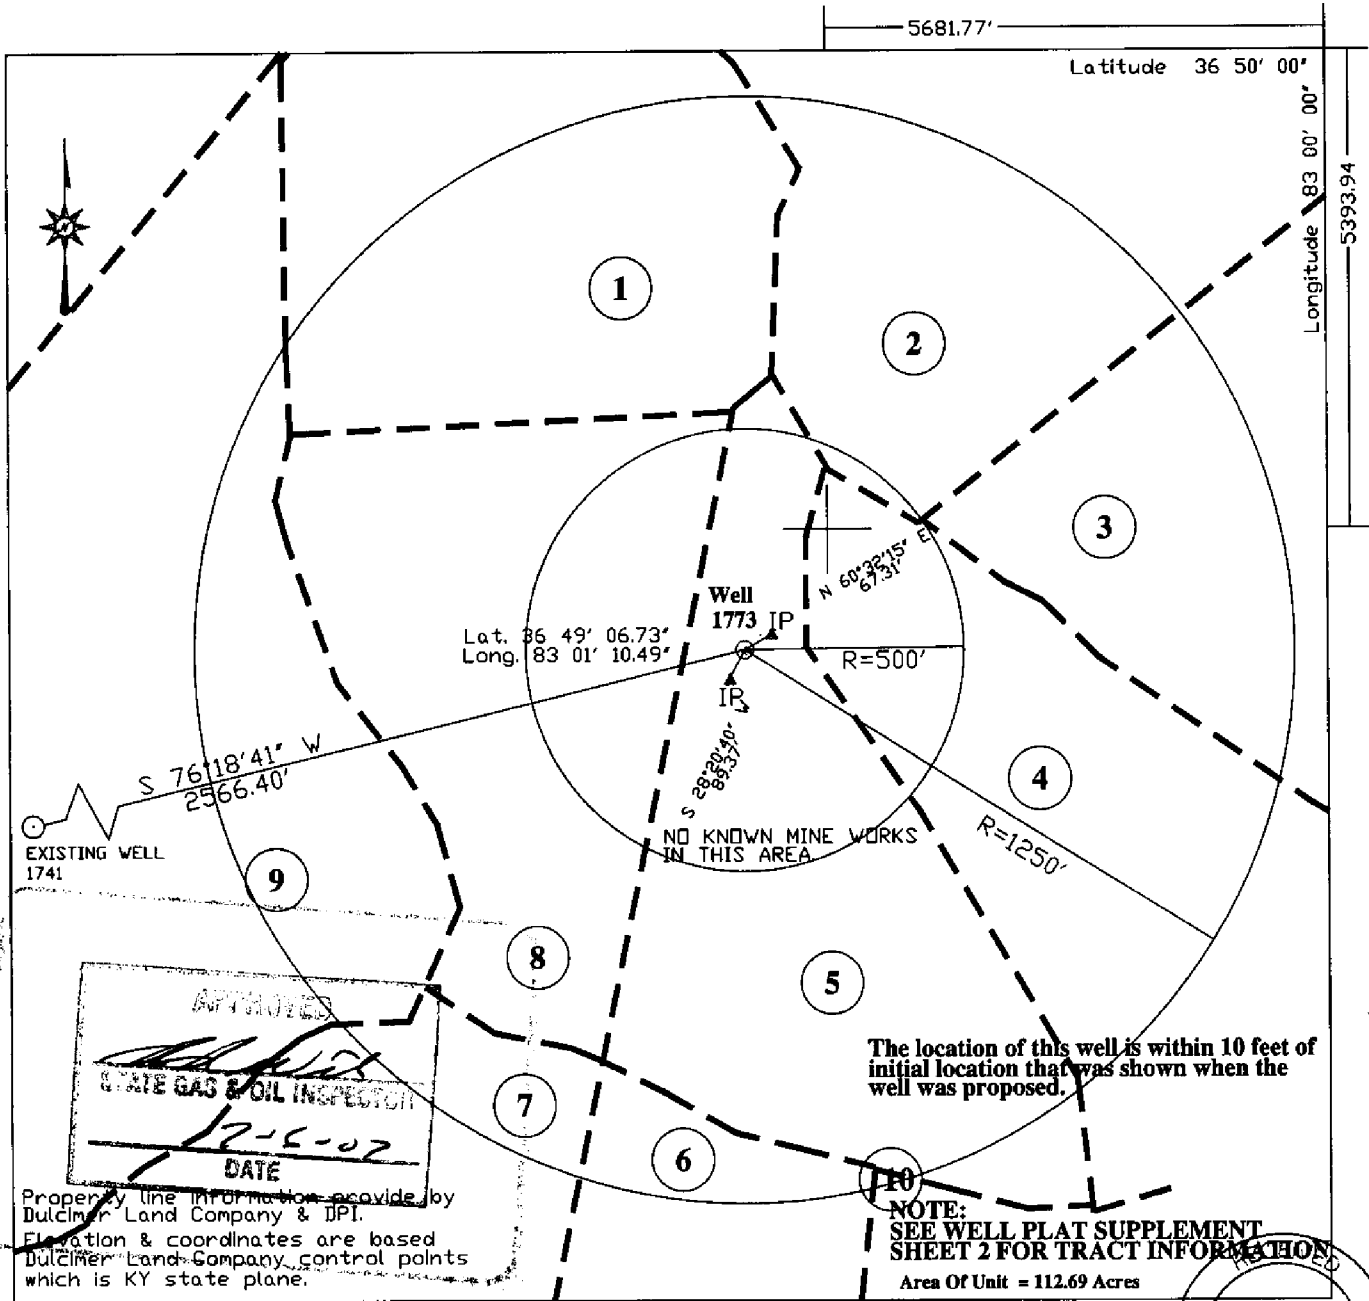 5681.77'
Latitude 36 50' 00"
Longitude 83 00' 00"
5393.94
1
2
3
N 60°32'15" E
67.31'
Well
1773
IP
Lat. 36 49' 06.73"
Long. 83 01' 10.49"
R=500'
IP
S 76°18'41" W
2566.40'
S 28°20'40" W
89.37'
4
EXISTING WELL
1741
NO KNOWN MINE WORKS
IN THIS AREA
R=1250'
9
8
5
APPROVED
STATE GAS & OIL INSPECTOR
DATE
The location of this well is within 10 feet of
initial location that was shown when the
well was proposed.
7
6
10
Property line information provide by
Dulcimer Land Company & DPI.
Elevation & coordinates are based
Dulcimer Land Company control points
which is KY state plane.
NOTE:
SEE WELL PLAT SUPPLEMENT
SHEET 2 FOR TRACT INFORMATION
Area Of Unit = 112.69 Acres